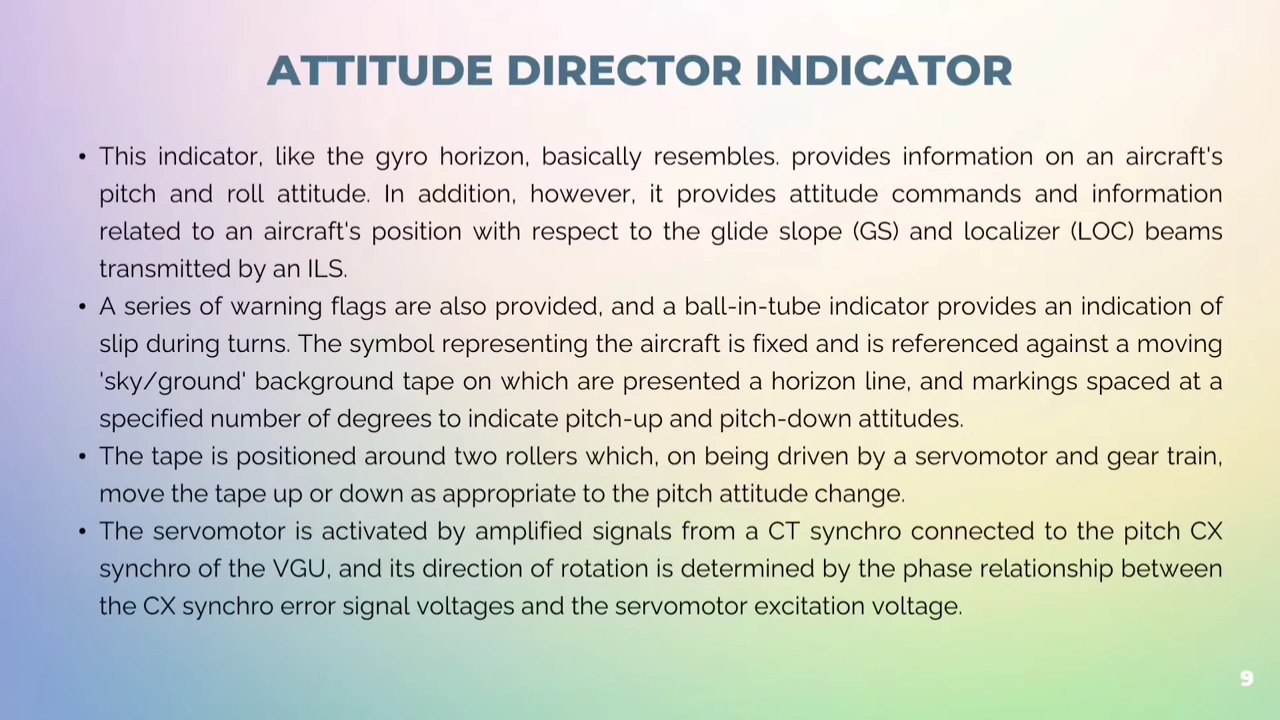 ATTITUDE DIRECTOR INDICATOR
• This indicator, like the gyro horizon, basically resembles. provides information on an aircraft's
pitch and roll attitude. In addition, however, it provides attitude commands and information
related to an aircraft's position with respect to the glide slope (GS) and localizer (LOC) beams
transmitted by an ILS.
• A series of warning flags are also provided, and a ball-in-tube indicator provides an indication of
slip during turns. The symbol representing the aircraft is fixed and is referenced against a moving
'sky/ground' background tape on which are presented a horizon line, and markings spaced at a
specified number of degrees to indicate pitch-up and pitch-down attitudes.
• The tape is positioned around two rollers which, on being driven by a servomotor and gear train,
move the tape up or down as appropriate to the pitch attitude change.
• The servomotor is activated by amplified signals from a CT synchro connected to the pitch CX
synchro of the VGU, and its direction of rotation is determined by the phase relationship between
the CX synchro error signal voltages and the servomotor excitation voltage.
9